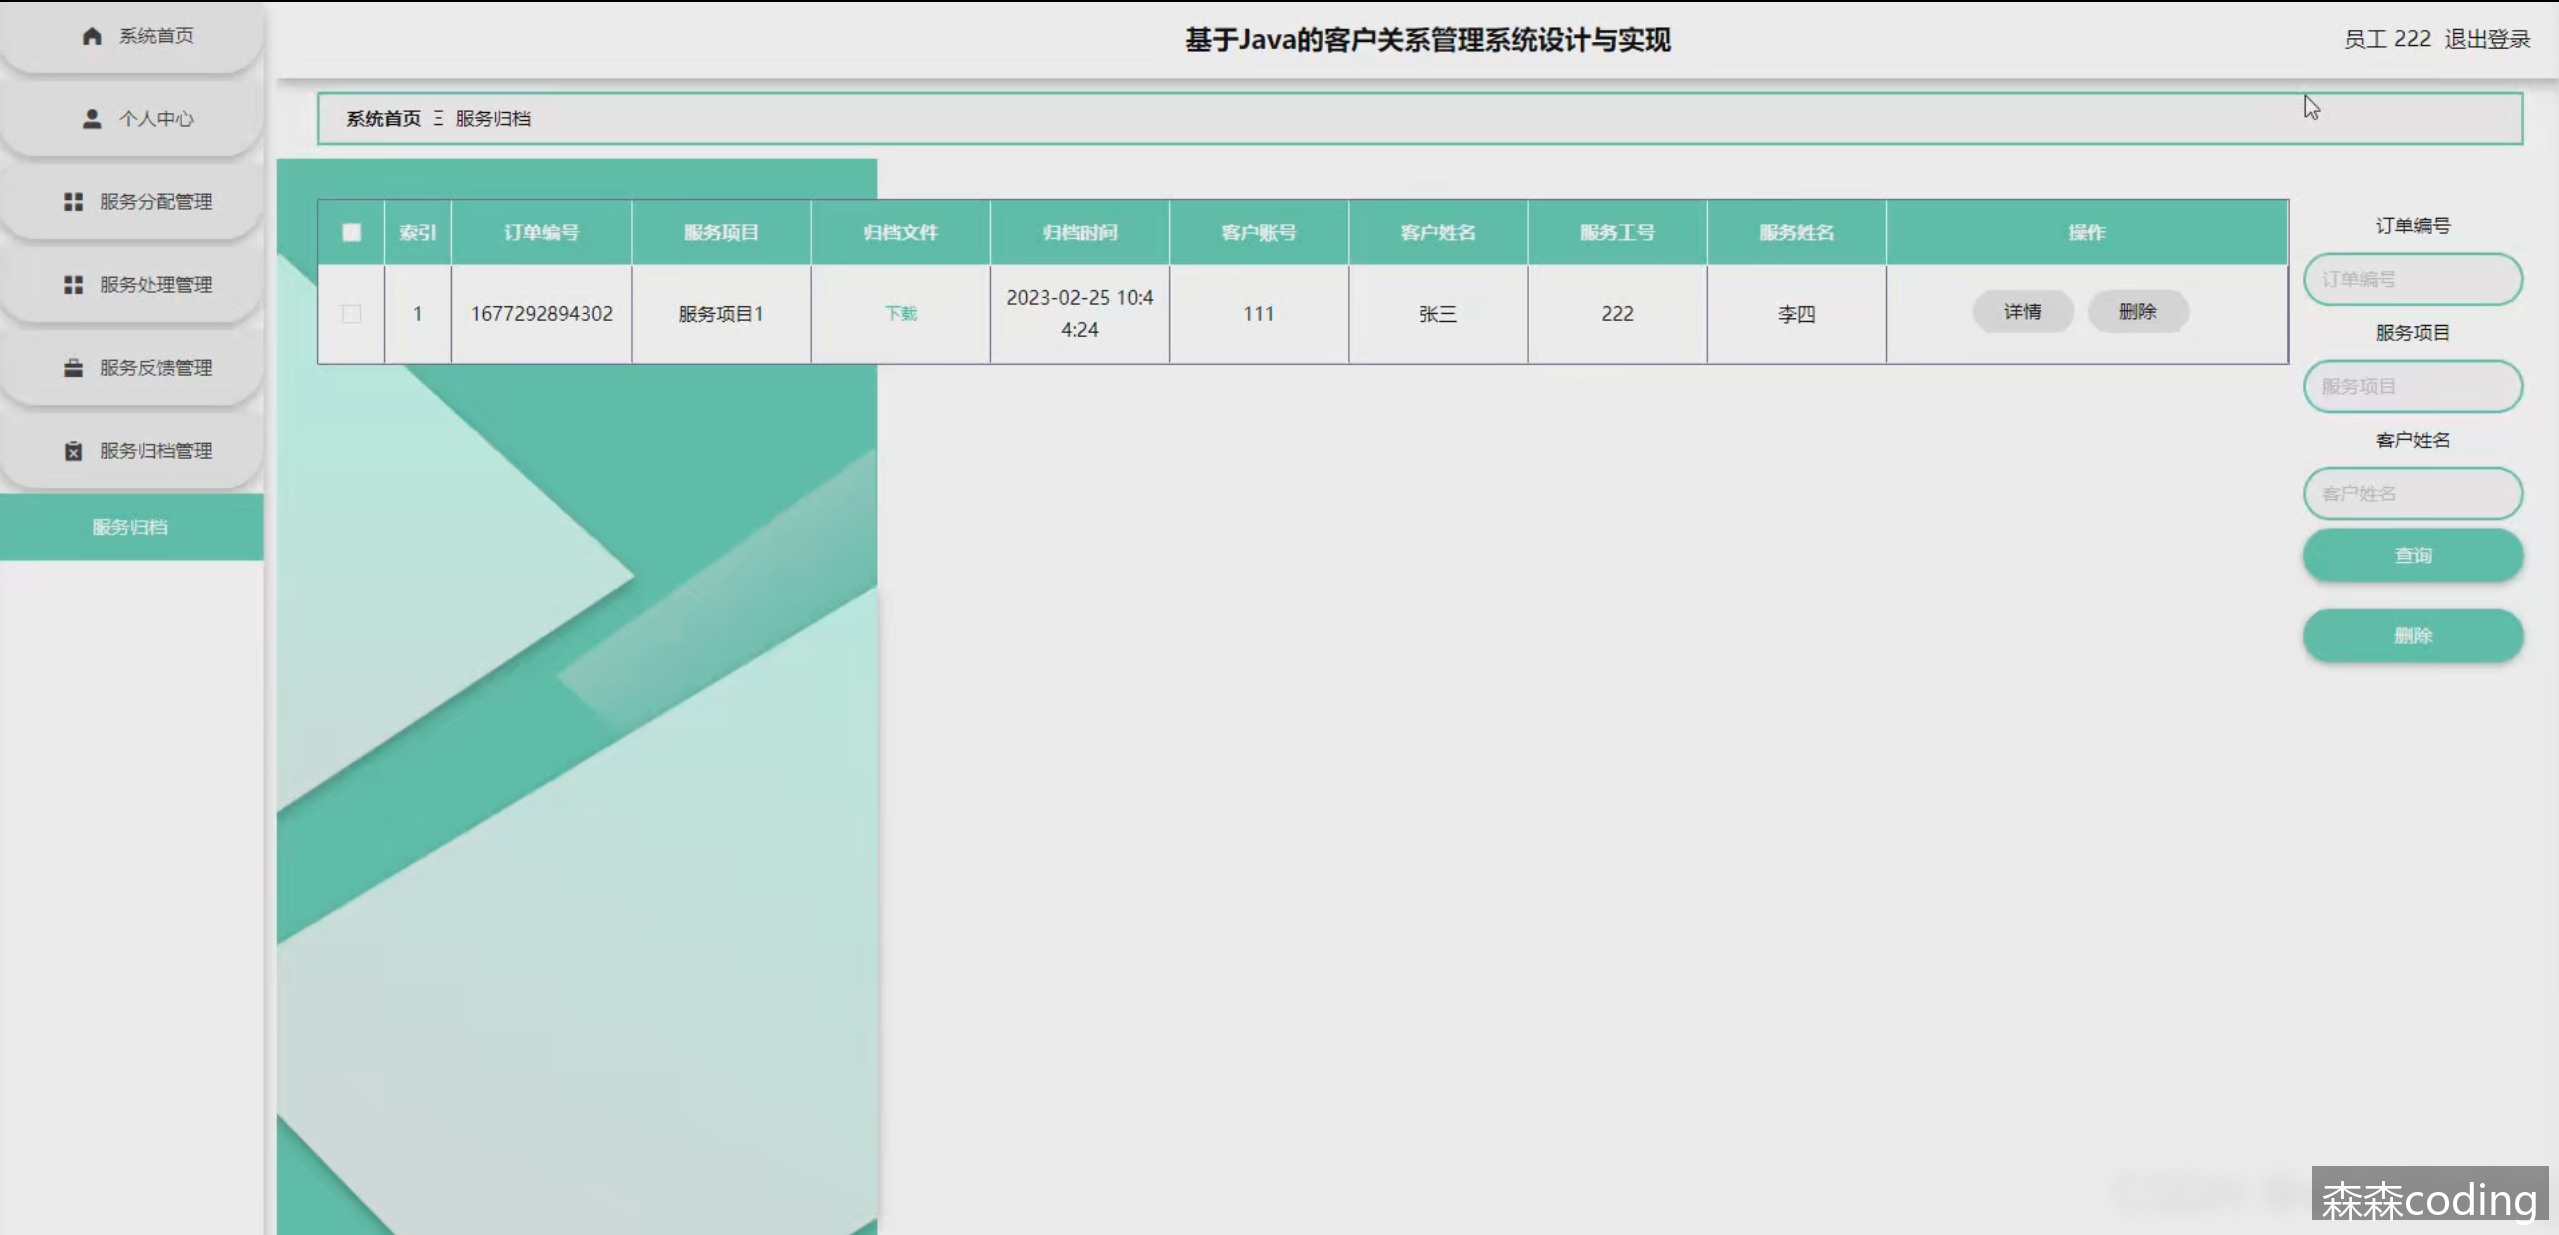 系统首页
个人中心
服务分配管理
服务处理管理
服务反馈管理
服务归档管理
服务归档
基于Java的客户关系管理系统设计与实现
员工 222 退出登录
系统首页 Ξ 服务归档
索引 订单编号 服务项目 归档文件 归档时间 客户账号 客户姓名 服务工号 服务姓名 操作
1 1677292894302 服务项目1 下载 2023-02-25 10:4
4:24 111 张三 222 李四 详情 删除
订单编号
订单编号
服务项目
服务项目
客户姓名
客户姓名
查询
删除
森森coding